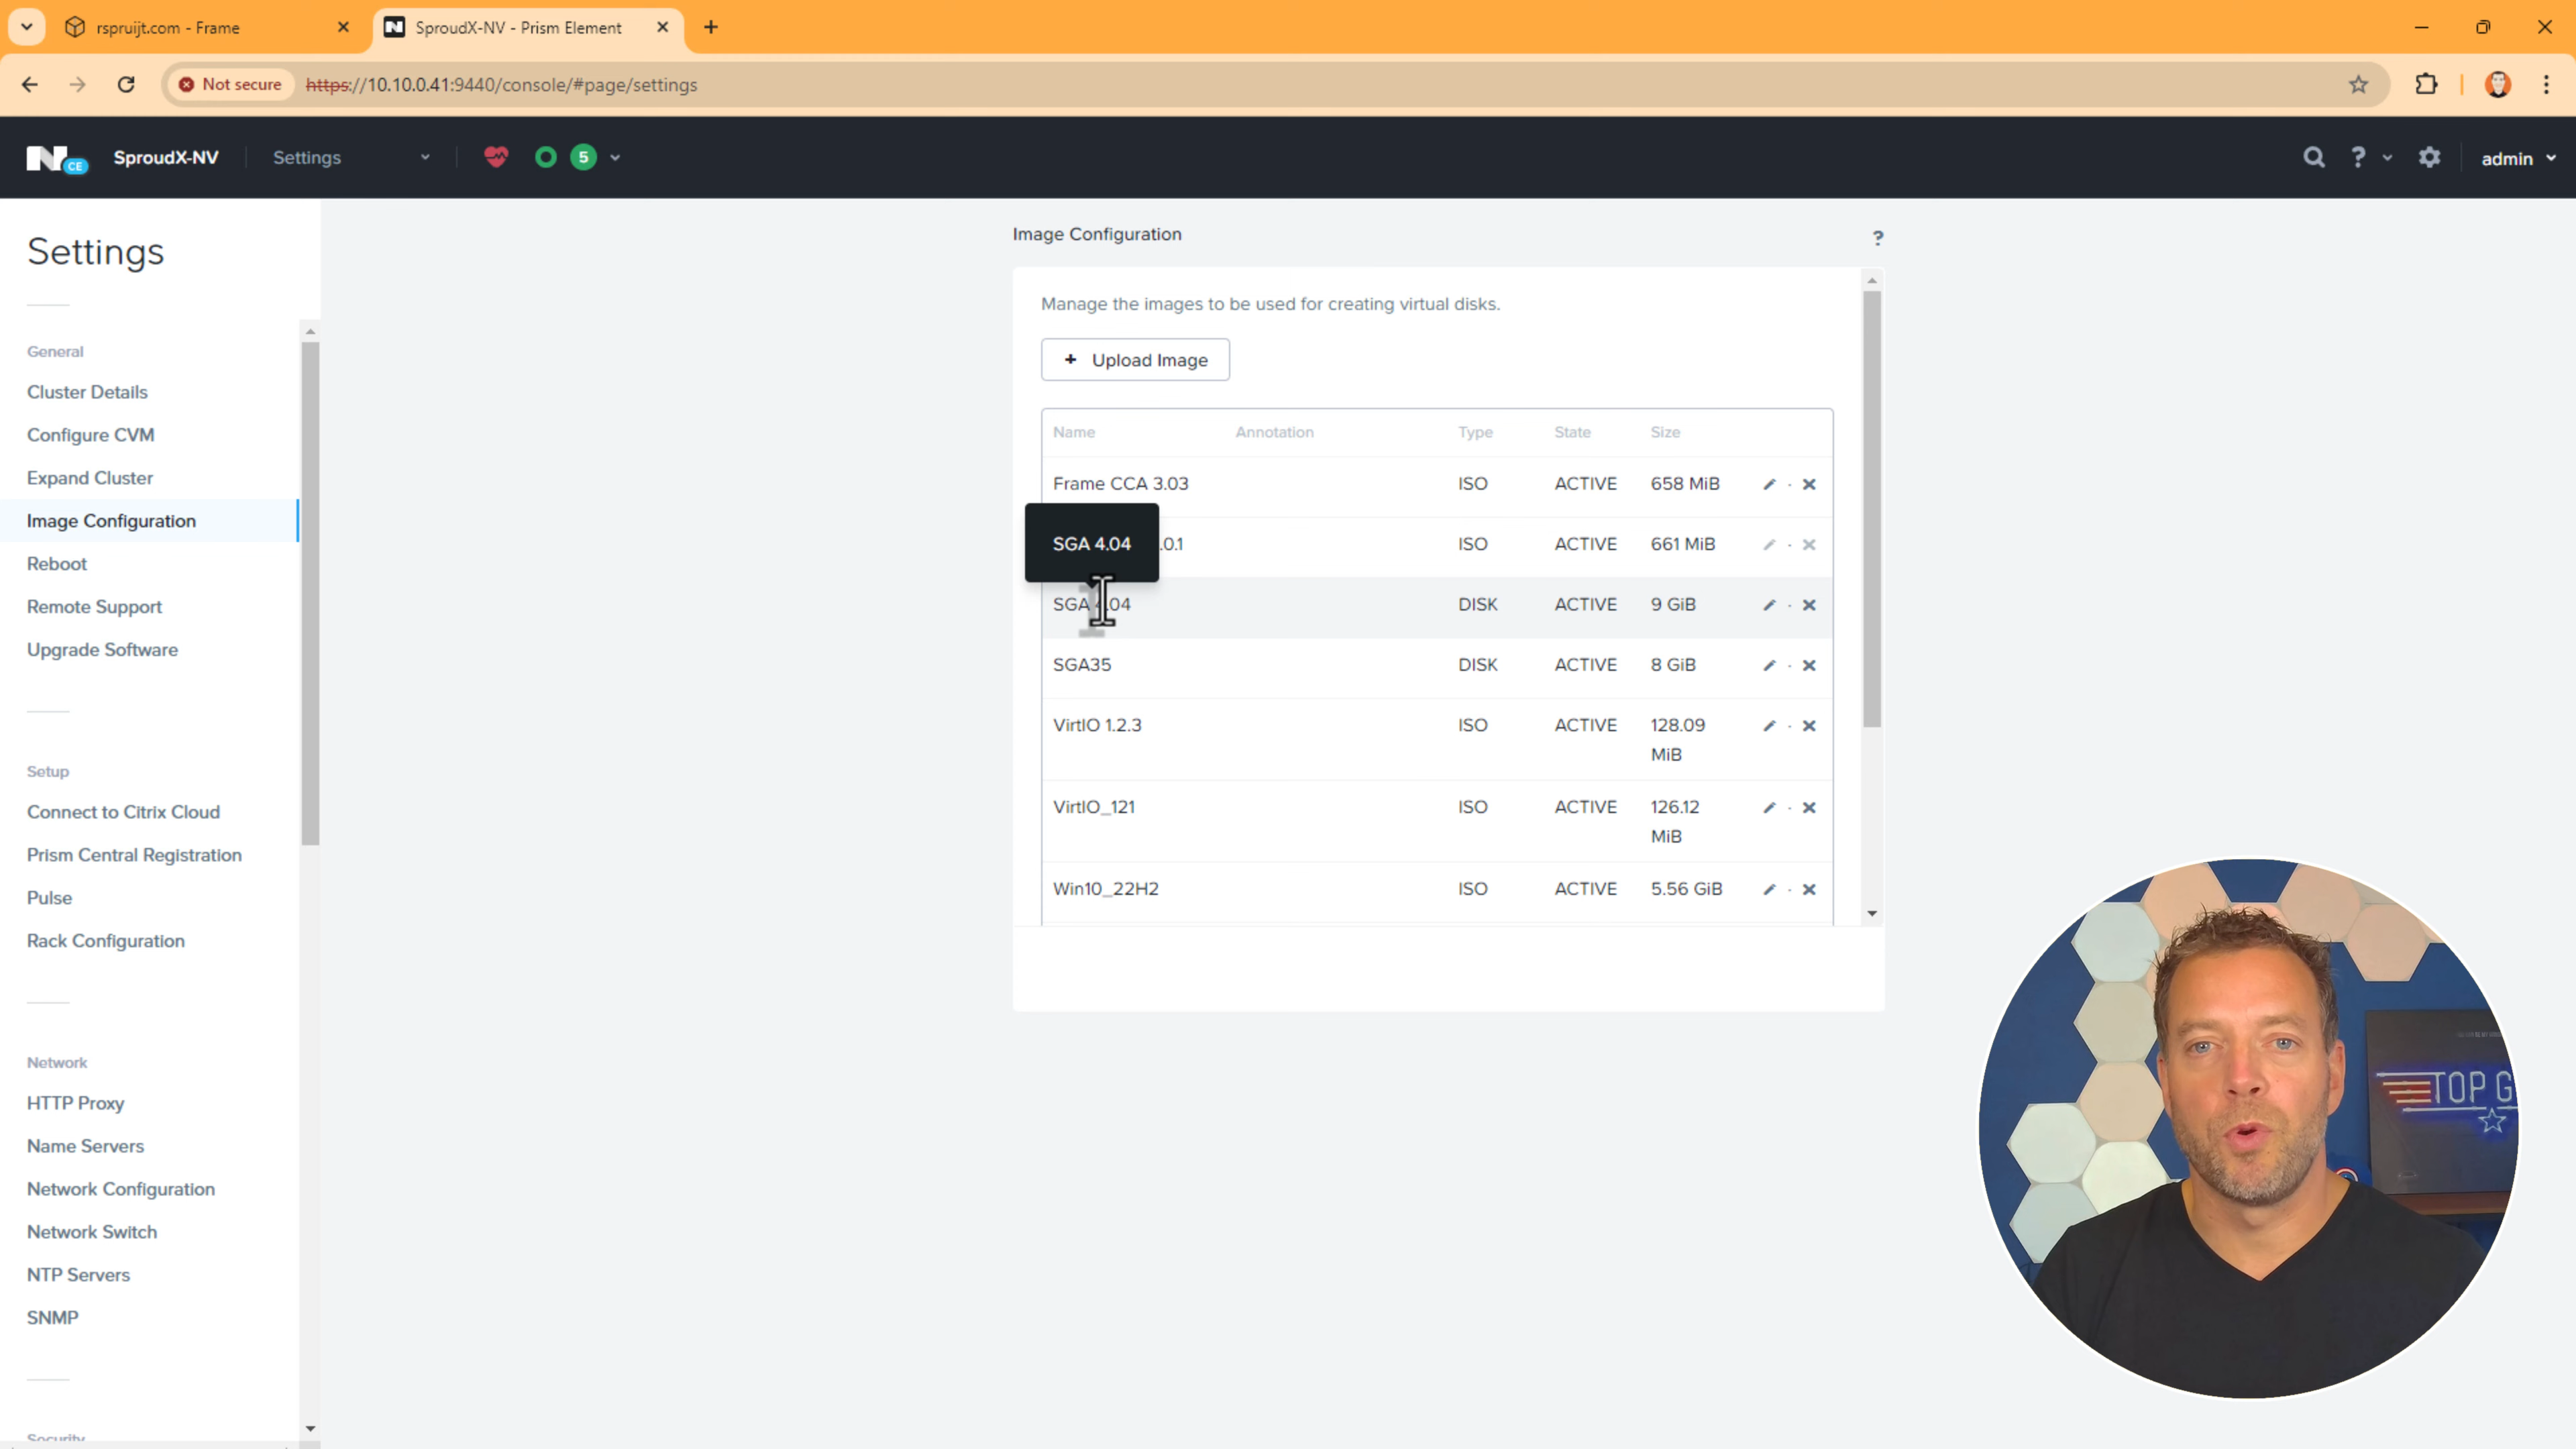 rspruijt.com - Frame
SproudX-NV - Prism Element
Not secure
https://10.10.0.41:9440/console/#page/settings
CE
SproudX-NV
Settings
5
?
admin
Settings
General
Cluster Details
Configure CVM
Expand Cluster
Image Configuration
Reboot
Remote Support
Upgrade Software
Setup
Connect to Citrix Cloud
Prism Central Registration
Pulse
Rack Configuration
Network
HTTP Proxy
Name Servers
Network Configuration
Network Switch
NTP Servers
SNMP
Security
Image Configuration
?
Manage the images to be used for creating virtual disks.
+ Upload Image
Name Annotation Type State Size
Frame CCA 3.03 ISO ACTIVE 658 MiB
SGA 4.04
.0.1 ISO ACTIVE 661 MiB
SGA 4.04 DISK ACTIVE 9 GiB
SGA35 DISK ACTIVE 8 GiB
VirtIO 1.2.3 ISO ACTIVE 128.09
MiB
VirtIO_121 ISO ACTIVE 126.12
MiB
Win10_22H2 ISO ACTIVE 5.56 GiB
TOP G